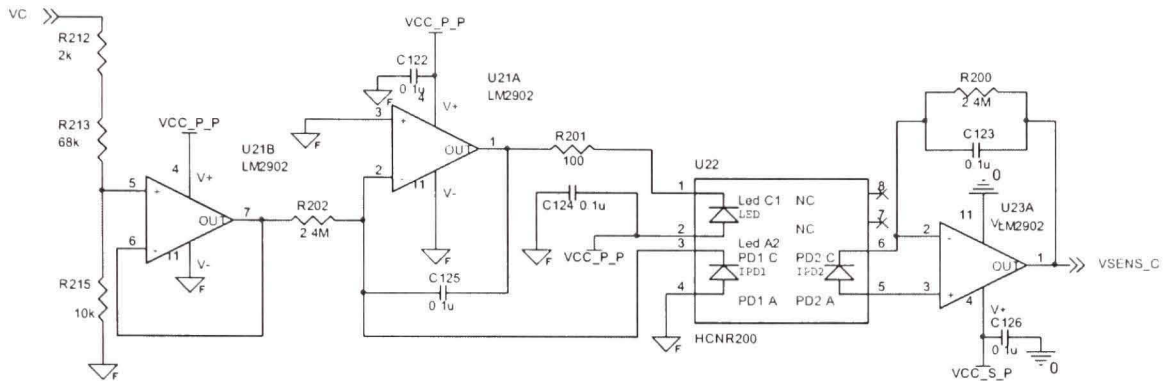 VC
R212
2k
R213
68k
R215
10k
F
VCC_P_P
U21B
LM2902
4
V+
5
+
6
-
OUT
7
11
V-
F
R202
2 4M
VCC_P_P
C122
0 1u
F
U21A
LM2902
4
V+
3
+
F
2
-
OUT
1
11
V-
F
C125
0 1u
R201
100
C124
0 1u
F
VCC_P_P
U22
1
Led C1
LED
2
Led A2
3
PD1 C
IPD1
4
PD1 A
F
NC
8
NC
7
PD2 C
IPD2
6
PD2 A
5
HCNR200
R200
2 4M
C123
0 1u
0
U23A
LM2902
11
V-
2
-
3
+
OUT
1
4
V+
C126
0 1u
0
VCC_S_P
VSENS_C